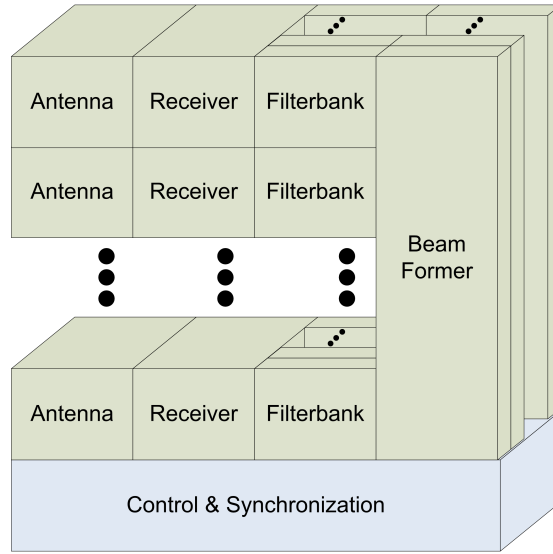 Antenna Receiver Filterbank
Antenna Receiver Filterbank
Beam
Former
Antenna Receiver Filterbank
Control & Synchronization